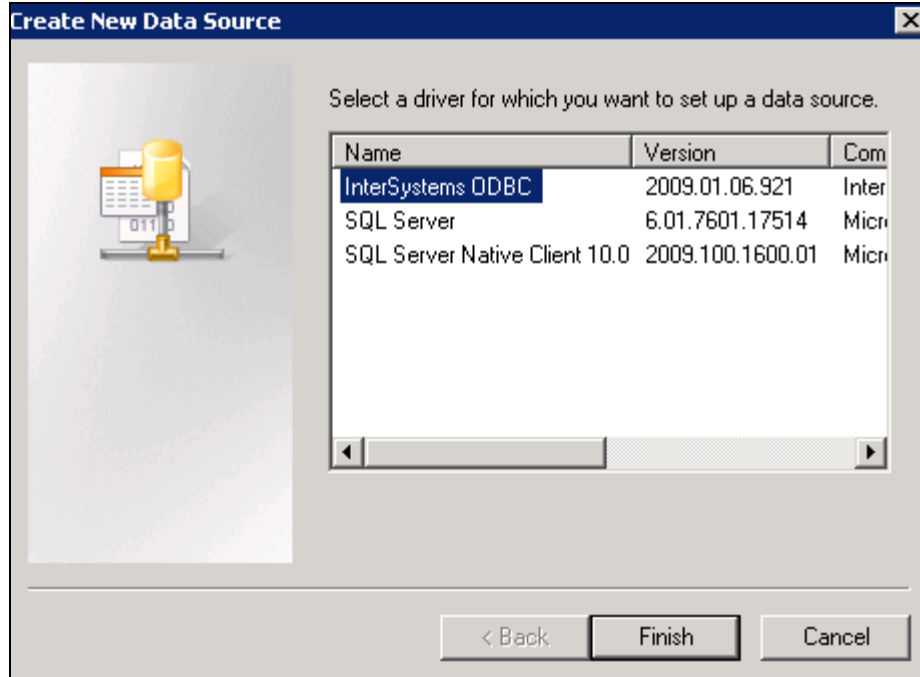 Create New Data Source
Select a driver for which you want to set up a data source.
Name Version Com
InterSystems ODBC 2009.01.06.921 Inter
SQL Server 6.01.7601.17514 Micr
SQL Server Native Client 10.0 2009.100.1600.01 Micr
< Back Finish Cancel